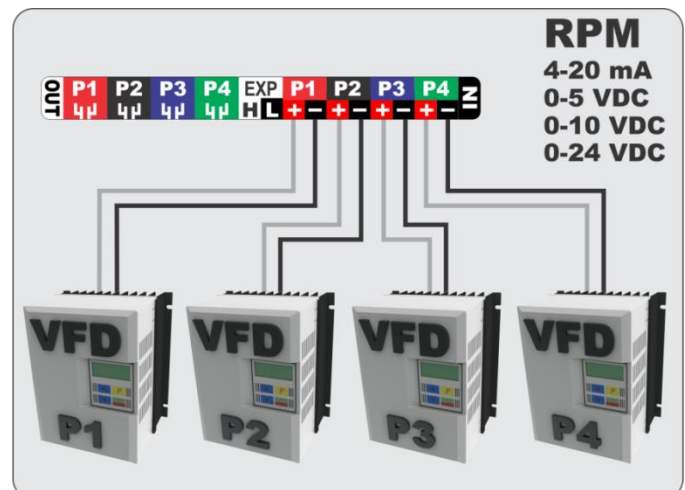 RPM
4-20 mA
0-5 VDC
0-10 VDC
0-24 VDC
OUT P1 P2 P3 P4 EXP P1 P2 P3 P4 IN
H L + - + - + - + -
VFD VFD VFD VFD
P1 P2 P3 P4